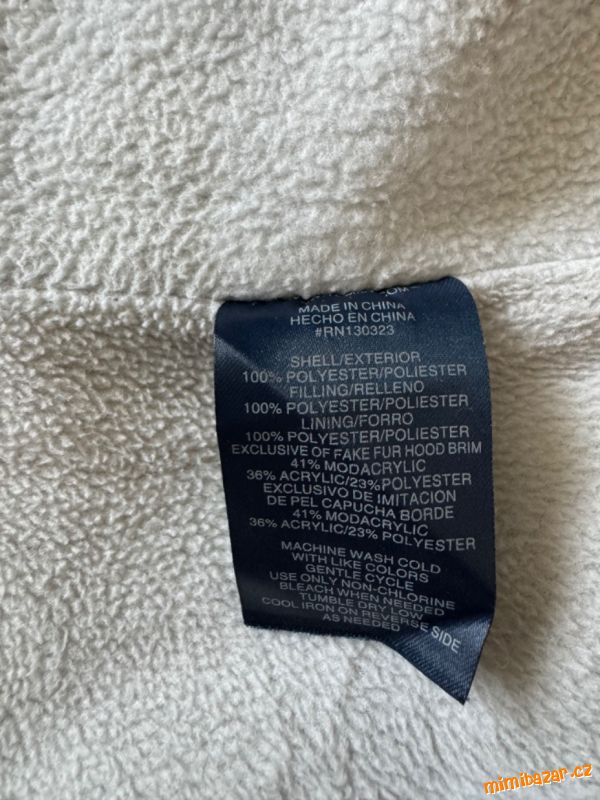 MADE IN CHINA
HECHO EN CHINA
#RN130323
SHELL/EXTERIOR
100% POLYESTER/POLIESTER
FILLING/RELLENO
100% POLYESTER/POLIESTER
LINING/FORRO
100% POLYESTER/POLIESTER
EXCLUSIVE OF FAKE FUR HOOD BRIM
41% MODACRYLIC
36% ACRYLIC/23%POLYESTER
EXCLUSIVO DE IMITACION
DE PEL CAPUCHA BORDE
41% MODACRYLIC
36% ACRYLIC/23% POLYESTER
MACHINE WASH COLD
WITH LIKE COLORS
GENTLE CYCLE
USE ONLY NON-CHLORINE
BLEACH WHEN NEEDED
TUMBLE DRY LOW
COOL IRON ON REVERSE SIDE
AS NEEDED
mimibazar.cz